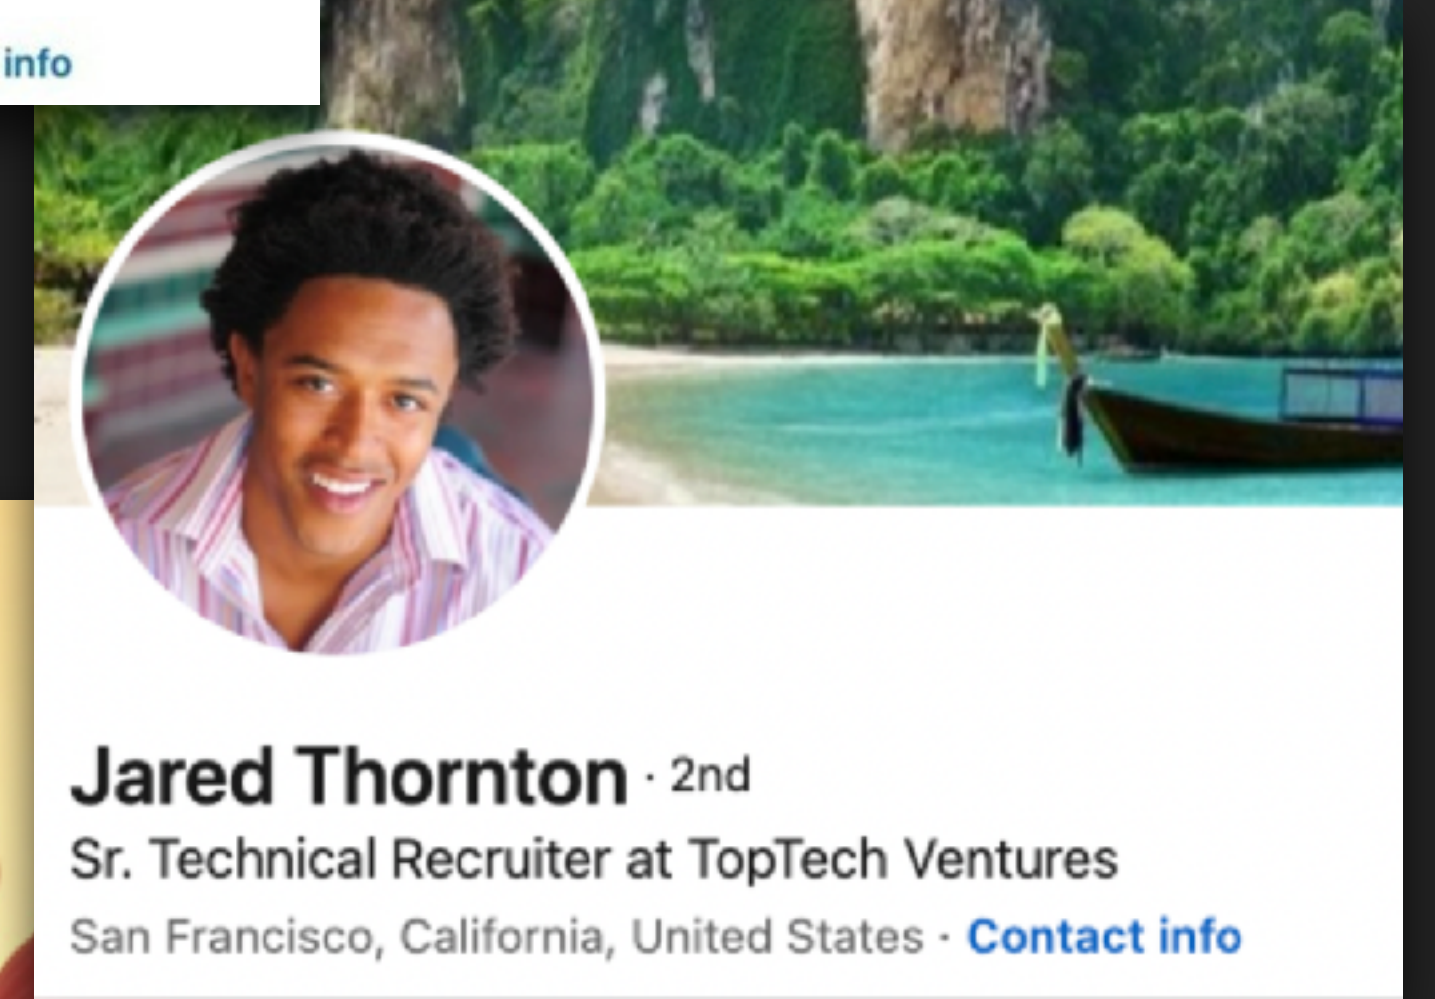 info
Jared Thornton · 2nd
Sr. Technical Recruiter at TopTech Ventures
San Francisco, California, United States · Contact info